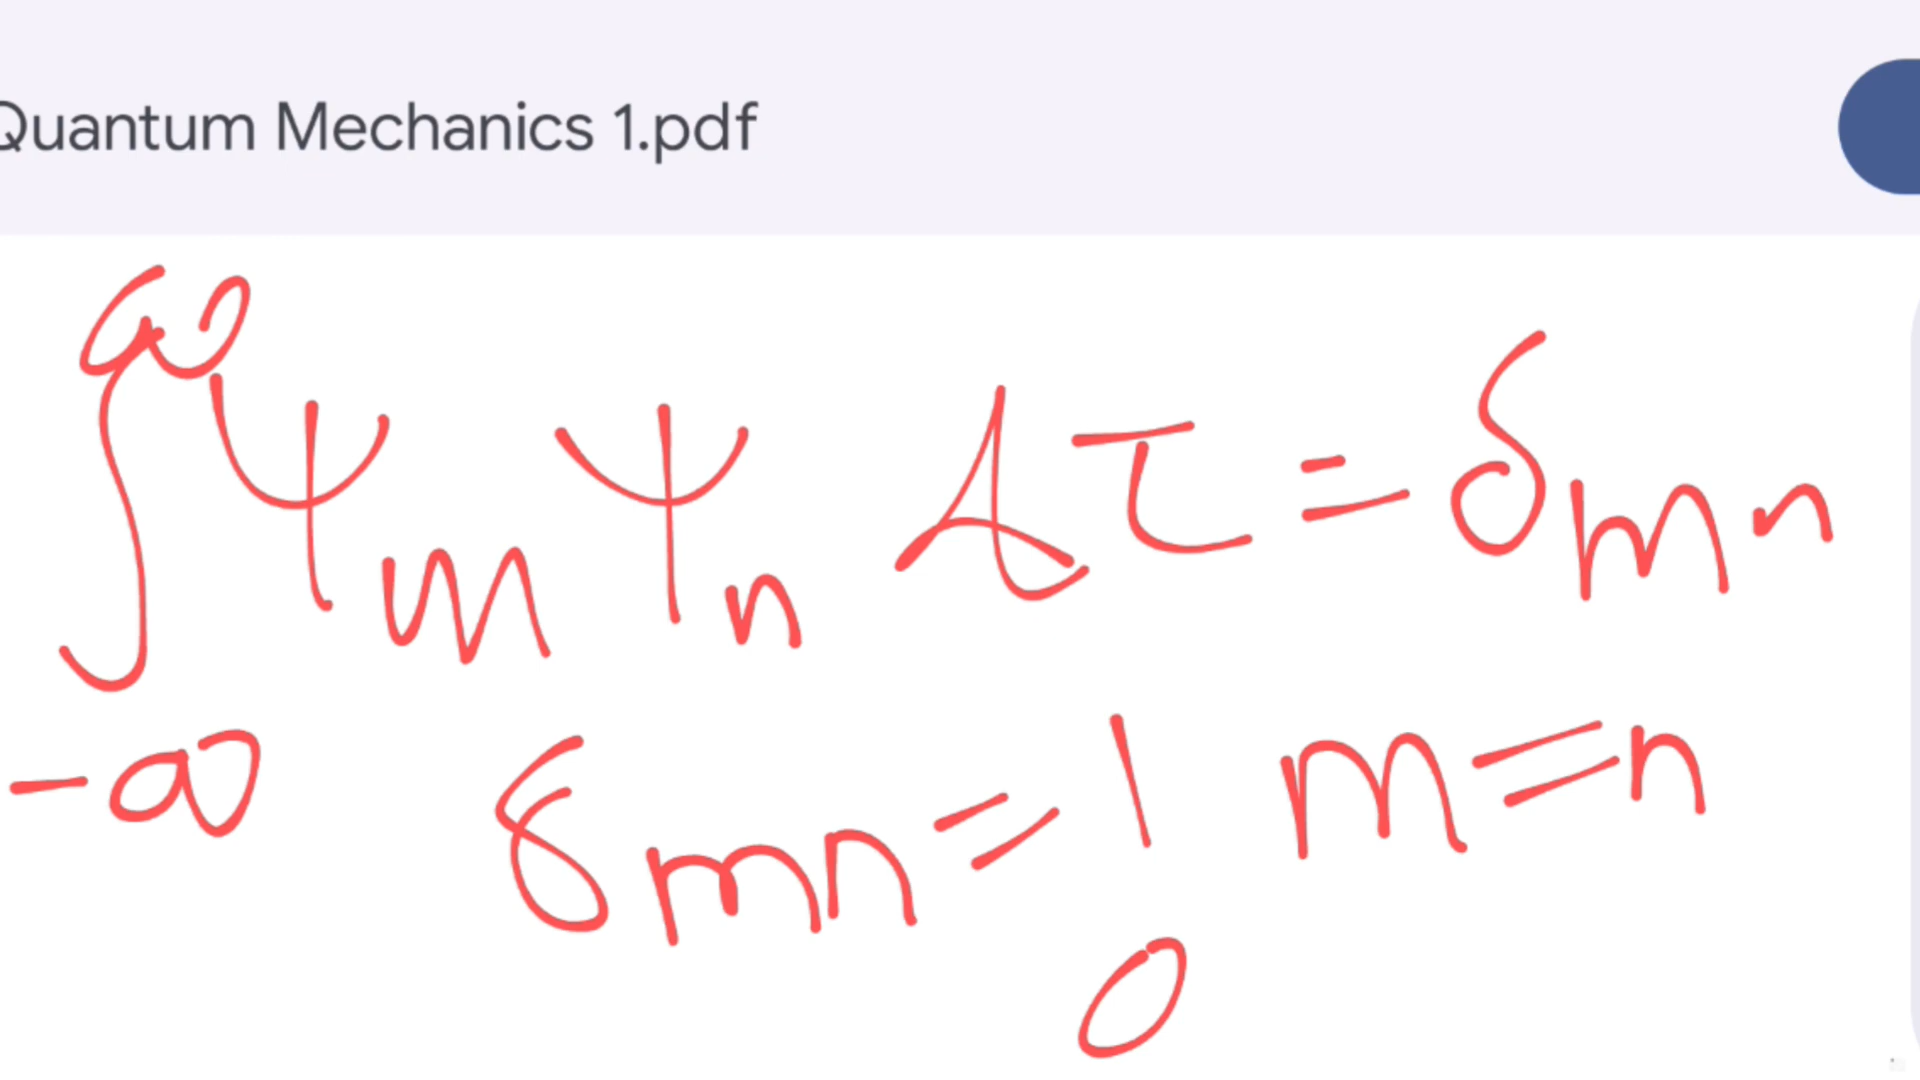 Quantum Mechanics 1.pdf
∫ ∞ ψm ψn dτ = δmn
-∞ δmn = 1 m=n
0